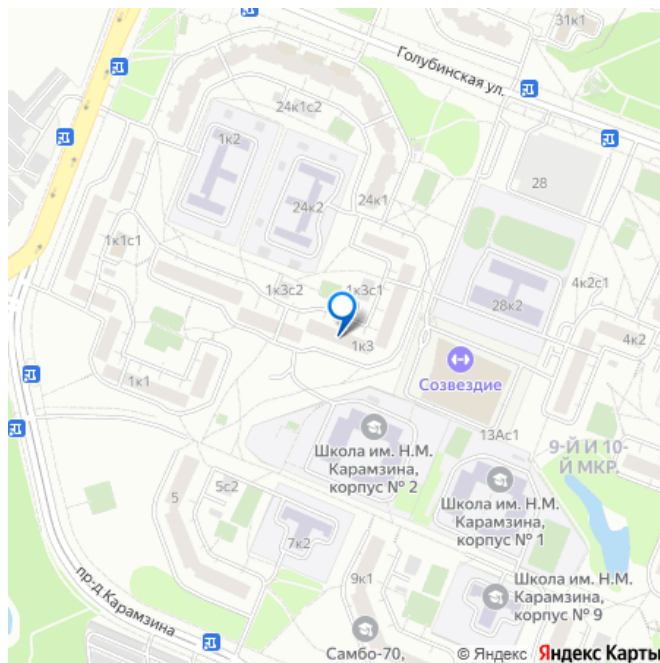 31к1
Голубинская ул.
24к1с2
1к2
28
24к1
24к2
1к1с1
4к2с1
1к3с2
1к3с1
28к2
4к2
1к3
Созвездие
1к1
13Ас1
9-Й И 10-
Й МКР.
Школа им. Н.М.
Карамзина,
корпус № 2
Школа им. Н.М.
Карамзина,
корпус № 1
5
5с2
7к2
9к1
Школа им. Н.М.
Карамзина,
корпус № 9
пр-д Карамзина
Самбо-70,
© Яндекс Яндекс Карты